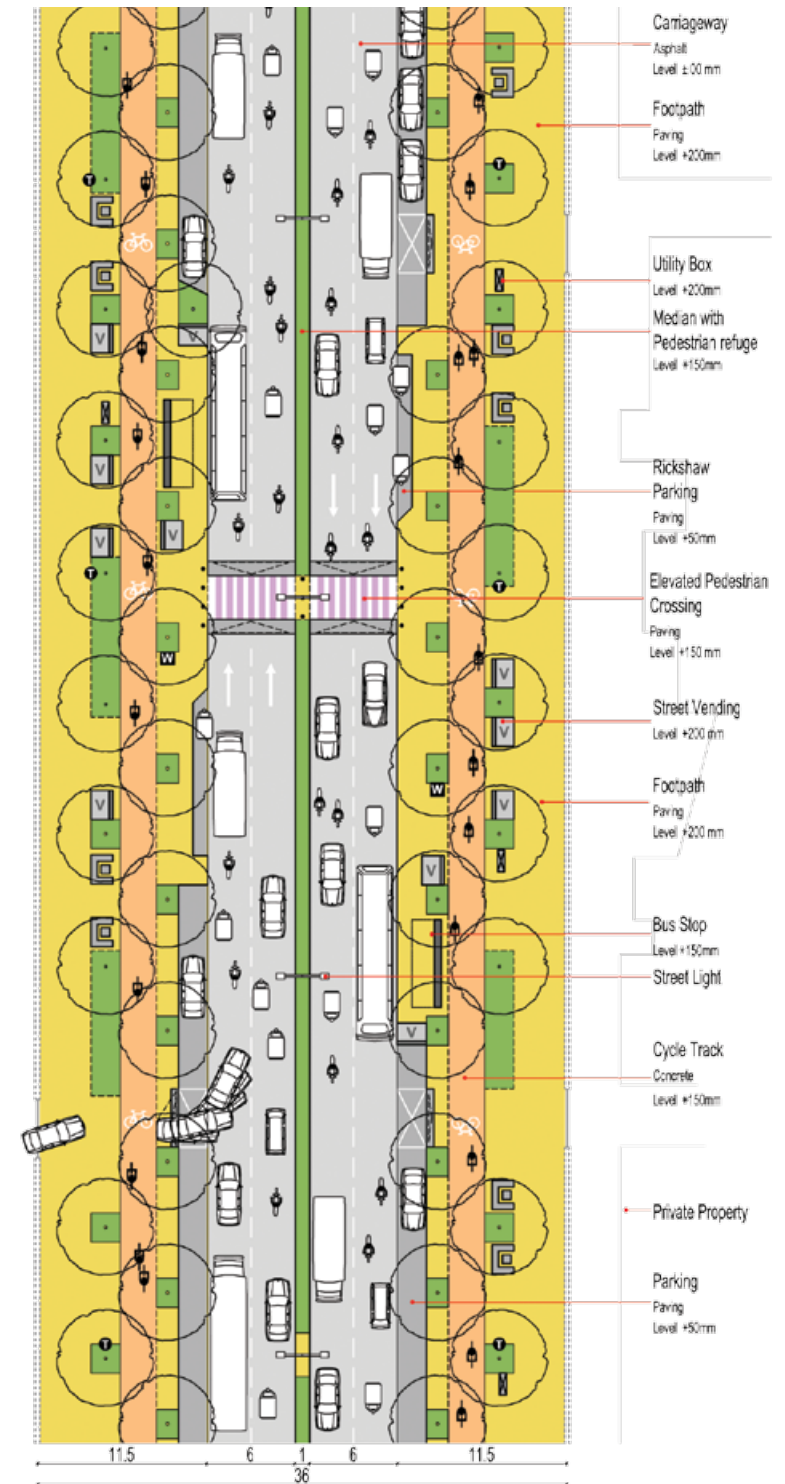 Carriageway
Asphalt
Level ±00 mm
Footpath
Paving
Level +200mm
T
T
Utility Box
Level +200mm
Median with
Pedestrian refuge
Level +150mm
V
V
V
Rickshaw
Parking
Paving
Level +50mm
V
V
T
T
Elevated Pedestrian
Crossing
Paving
Level +150 mm
W
V
Street Vending
V
Level +200 mm
W
Footpath
V
V
Paving
Level +200 mm
V
Bus Stop
Level +150mm
Street Light
V
Cycle Track
Concrete
Level +150mm
Private Property
Parking
Paving
Level +50mm
T
11.5 6 1 6 11.5
36